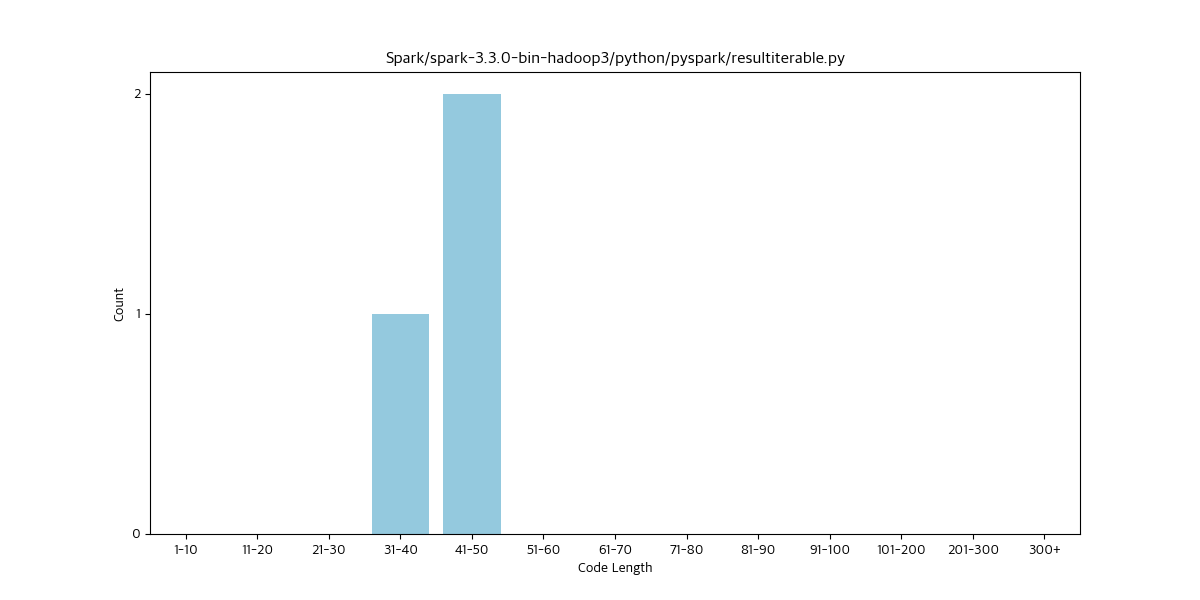 Spark/spark-3.3.0-bin-hadoop3/python/pyspark/resultiterable.py
2
1
0
Count
1-10 11-20 21-30 31-40 41-50 51-60 61-70 71-80 81-90 91-100 101-200 201-300 300+
Code Length